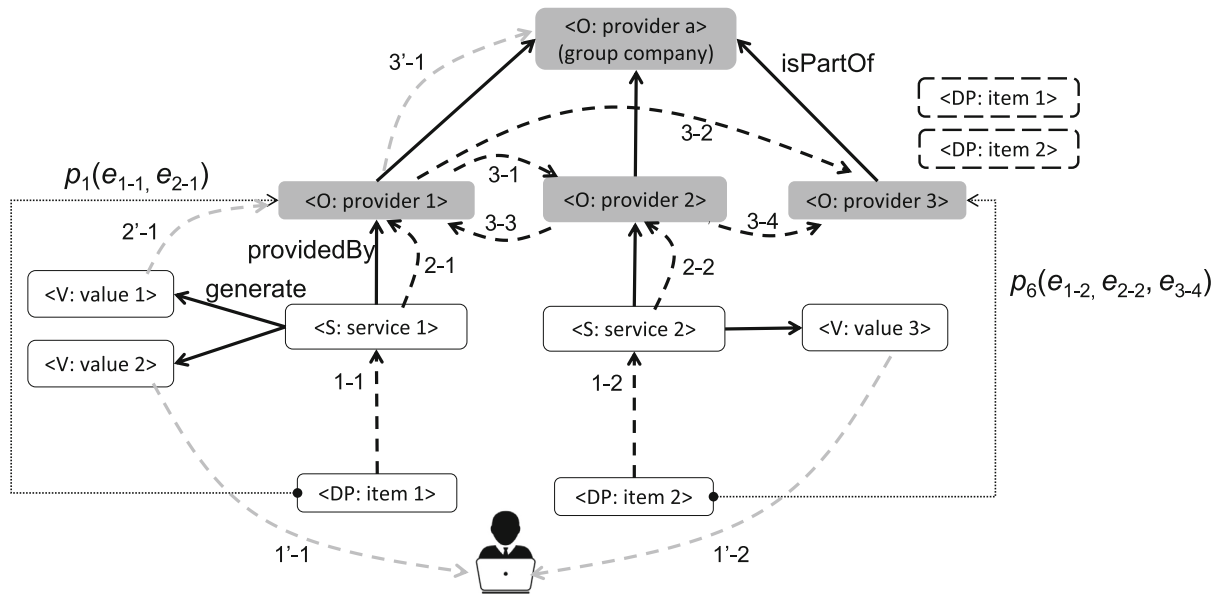 <O: provider a>
(group company)
3'-1
isPartOf
<DP: item 1>
<DP: item 2>
3-2
p1(e1-1, e2-1)
3-1
<O: provider 1>
<O: provider 2>
<O: provider 3>
2'-1
3-3
3-4
providedBy
2-1
2-2
p6(e1-2, e2-2, e3-4)
<V: value 1>
generate
<S: service 1>
<S: service 2>
<V: value 3>
<V: value 2>
1-1
1-2
<DP: item 1>
<DP: item 2>
1'-1
1'-2